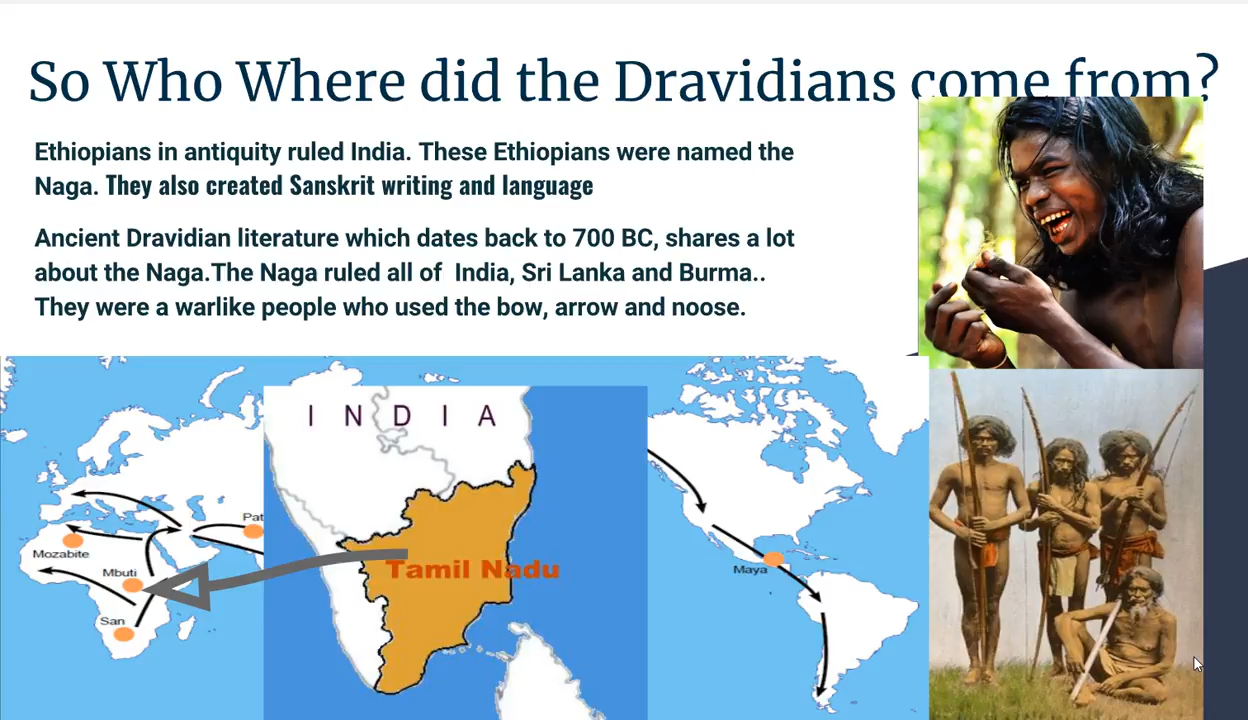 So Who Where did the Dravidians come from?
Ethiopians in antiquity ruled India. These Ethiopians were named the
Naga. They also created Sanskrit writing and language
Ancient Dravidian literature which dates back to 700 BC, shares a lot
about the Naga.The Naga ruled all of India, Sri Lanka and Burma..
They were a warlike people who used the bow, arrow and noose.
INDIA
Pat
Mozabite
Mbuti
San
Tamil Nadu
Maya